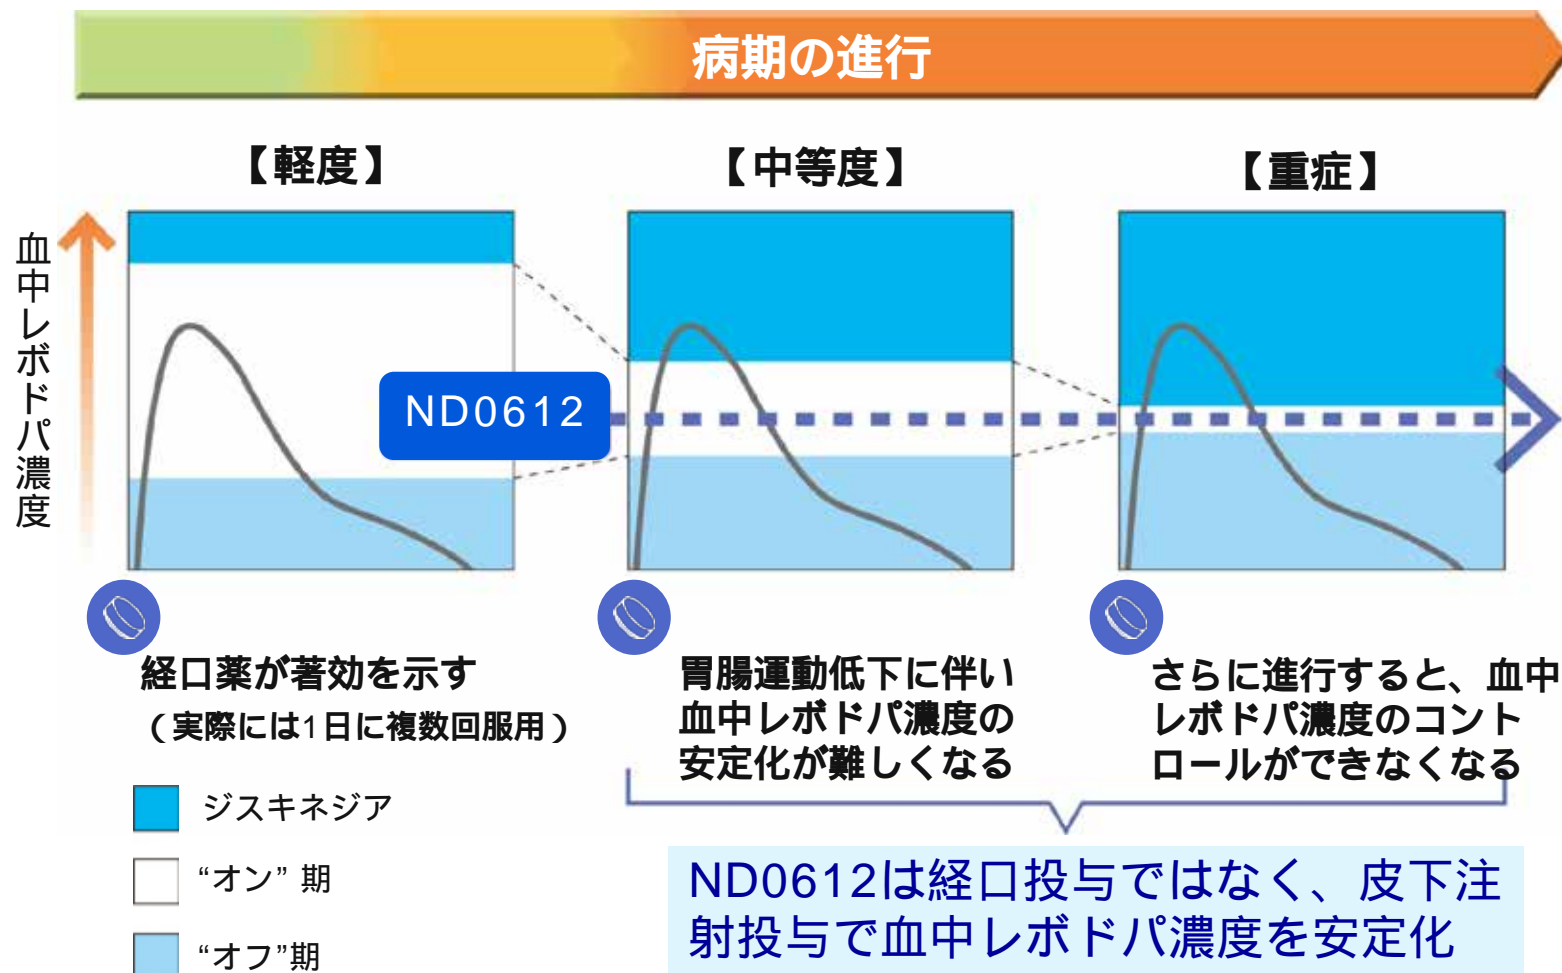 病期の進行
【軽度】
【中等度】
【重症】
血中レボドパ濃度
ND0612
経口薬が著効を示す
（実際には1日に複数回服用）
胃腸運動低下に伴い
血中レボドパ濃度の
安定化が難しくなる
さらに進行すると、血中
レボドパ濃度のコント
ロールができなくなる
ジスキネジア
“オン” 期
“オフ”期
ND0612は経口投与ではなく、皮下注
射投与で血中レボドパ濃度を安定化